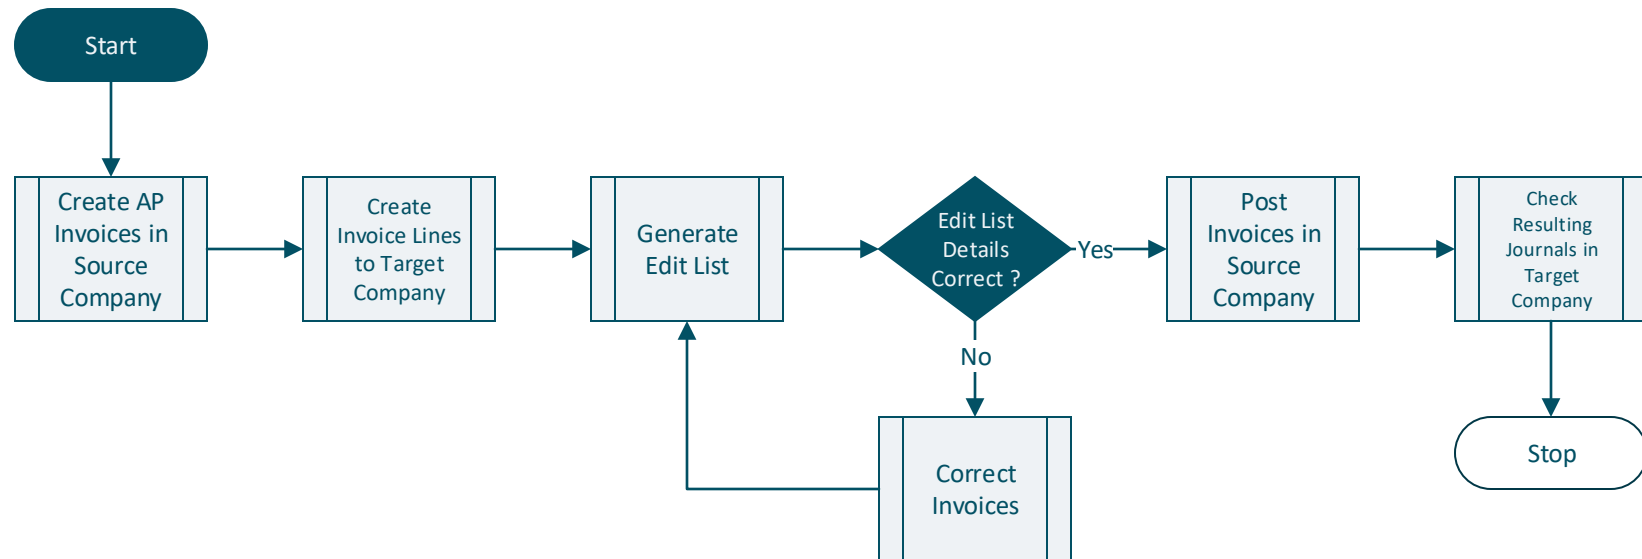 Start
Create AP
Invoices in
Source
Company
Create
Invoice Lines
to Target
Company
Generate
Edit List
Edit List
Details
Correct ?
Yes
Post
Invoices in
Source
Company
Check
Resulting
Journals in
Target
Company
No
Correct
Invoices
Stop